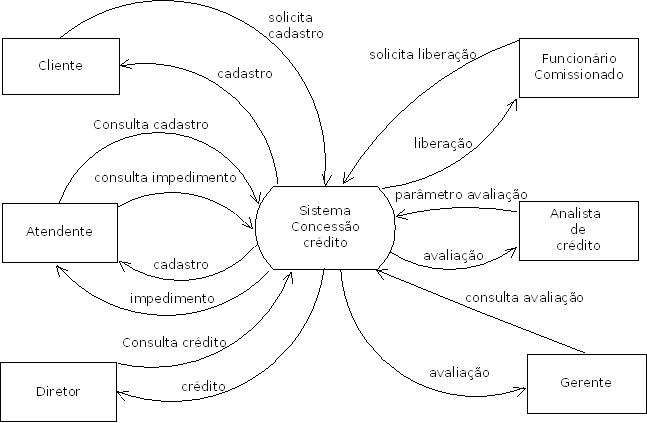 solicita
cadastro
Cliente
cadastro
solicita liberação
Funcionário
Comissionado
liberação
Consulta cadastro
consulta impedimento
Atendente
cadastro
impedimento
Sistema
Concessão
crédito
parâmetro avaliação
Analista
de
crédito
avaliação
consulta avaliação
Consulta crédito
Diretor
crédito
avaliação
Gerente